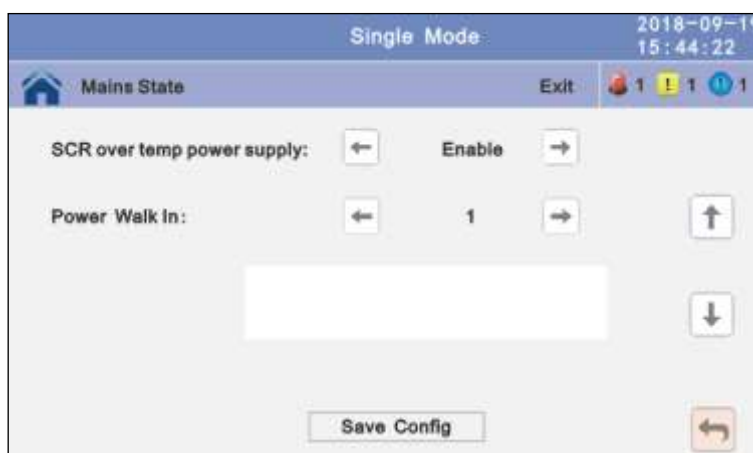 Single Mode
2018-09-19
15:44:22
Mains State Exit 1 ! 1 1
SCR over temp power supply: ← Enable →
Power Walk In: ← 1 →
Save Config